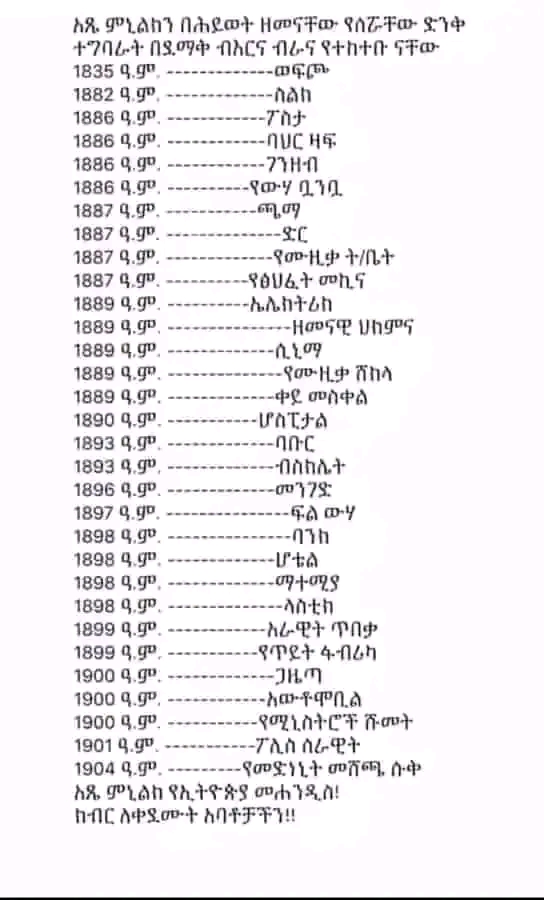 አጼ ምኒልክን በሕይወት ዘመናቸው የሰሯቸው ድንቅ
ተግባራት በደማቅ ብእርና ብራና የተከተቡ ናቸው
1835 ዓ.ም. --------------ወፍጮ
1882 ዓ.ም. --------------ስልክ
1886 ዓ.ም. -------------ፖስታ
1886 ዓ.ም. -------------ባህር ዛፍ
1886 ዓ.ም. -------------ገንዘብ
1886 ዓ.ም. -----------የውሃ ቧንቧ
1887 ዓ.ም. ------------ጫማ
1887 ዓ.ም. ---------------ድር
1887 ዓ.ም. --------------የሙዚቃ ት/ቤት
1887 ዓ.ም. -----------የፅህፈት መኪና
1889 ዓ.ም. -----------ኤሌክትሪክ
1889 ዓ.ም. ----------------ዘመናዊ ህክምና
1889 ዓ.ም. --------------ሲኒማ
1889 ዓ.ም. ---------------የሙዚቃ ሸክላ
1889 ዓ.ም. --------------ቀይ መስቀል
1890 ዓ.ም. ------------ሆስፒታል
1893 ዓ.ም. --------------ባቡር
1893 ዓ.ም. --------------ብስክሌት
1896 ዓ.ም. --------------መንገድ
1897 ዓ.ም. ----------------ፍል ውሃ
1898 ዓ.ም. ----------------ባንክ
1898 ዓ.ም. --------------ሆቴል
1898 ዓ.ም. --------------ማተሚያ
1898 ዓ.ም. ---------------ላስቲክ
1899 ዓ.ም. -------------አራዊት ጥበቃ
1899 ዓ.ም. ------------የጥይት ፋብሪካ
1900 ዓ.ም. --------------ጋዜጣ
1900 ዓ.ም. -------------አውቶሞቢል
1900 ዓ.ም. ------------የሚኒስትሮች ሹመት
1901 ዓ.ም. ------------ፖሊስ ሰራዊት
1904 ዓ.ም. ----------የመድኀኒት መሸጫ ሱቅ
አጼ ምኒልክ የኢትዮጵያ መሐንዲስ!
ክብር ለቀደሙት አባቶቻችን!!